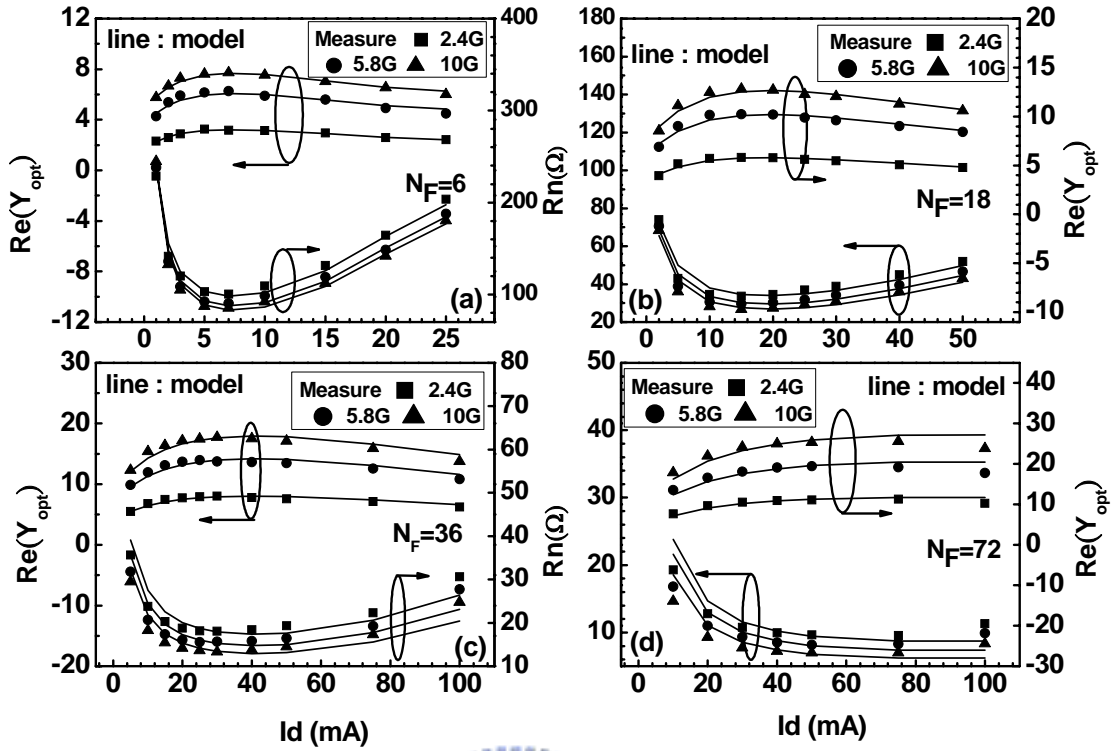 12
8
4
0
-4
-8
-12
Re(Y_opt)
line : model
Measure ■ 2.4G
● 5.8G ▲ 10G
N_F=6
(a)
400
300
200
100
Rn(Ω)
0 5 10 15 20 25
180
160
140
120
100
80
60
40
20
Rn(Ω)
line : model
Measure ■ 2.4G
● 5.8G ▲ 10G
N_F=18
(b)
20
15
10
5
0
-5
-10
Re(Y_opt)
0 10 20 30 40 50
30
20
10
0
-10
-20
Re(Y_opt)
line : model
Measure ■ 2.4G
● 5.8G ▲ 10G
N_F=36
(c)
80
70
60
50
40
30
20
10
Rn(Ω)
0 20 40 60 80 100
Id (mA)
50
40
30
20
10
Rn(Ω)
Measure ■ 2.4G
● 5.8G ▲ 10G
line : model
N_F=72
(d)
40
30
20
10
0
-10
-20
-30
Re(Y_opt)
0 20 40 60 80 100
Id (mA)